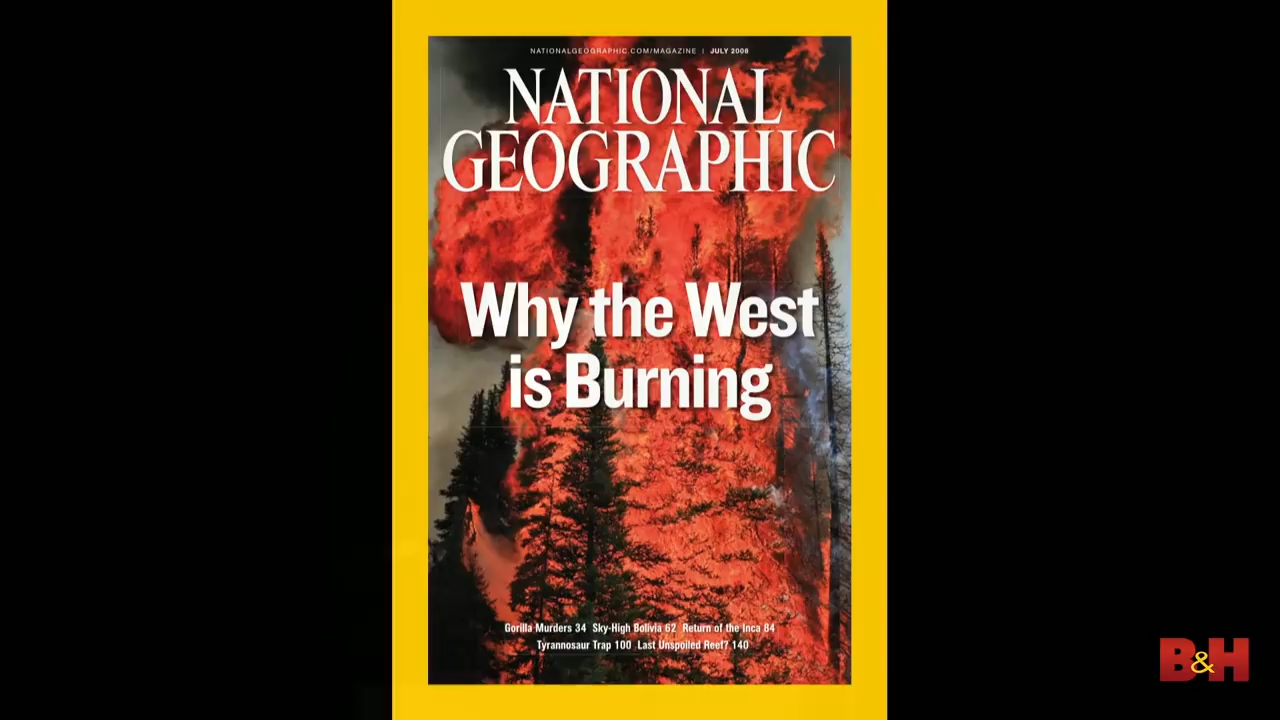 NATIONALGEOGRAPHIC.COM/MAGAZINE | JULY 2008
NATIONAL
GEOGRAPHIC
Why the West
is Burning
Gorilla Murders 34 Sky-High Bolivia 62 Return of the Inca 84
Tyrannosaur Trap 100 Last Unspoiled Reef? 140
B&H